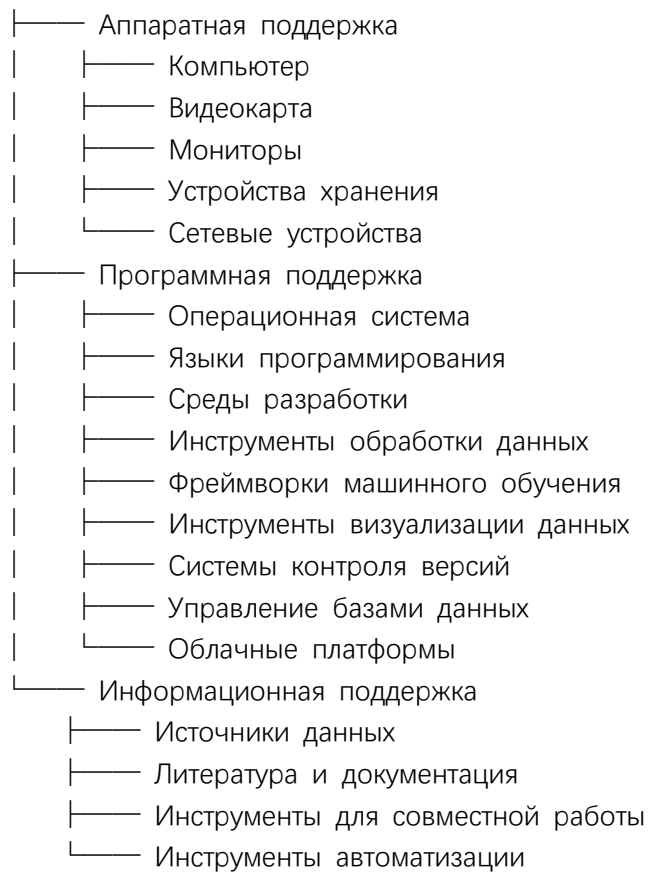 Аппаратная поддержка
Компьютер
Видеокарта
Мониторы
Устройства хранения
Сетевые устройства
Программная поддержка
Операционная система
Языки программирования
Среды разработки
Инструменты обработки данных
Фреймворки машинного обучения
Инструменты визуализации данных
Системы контроля версий
Управление базами данных
Облачные платформы
Информационная поддержка
Источники данных
Литература и документация
Инструменты для совместной работы
Инструменты автоматизации